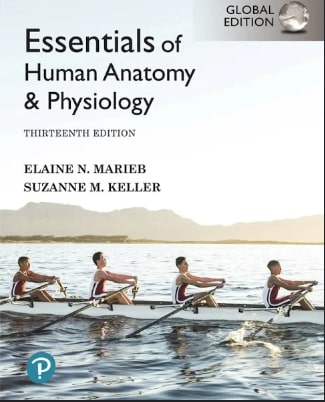 GLOBAL
EDITION
Essentials of
Human Anatomy
& Physiology
THIRTEENTH EDITION
ELAINE N. MARIEB
SUZANNE M. KELLER
P